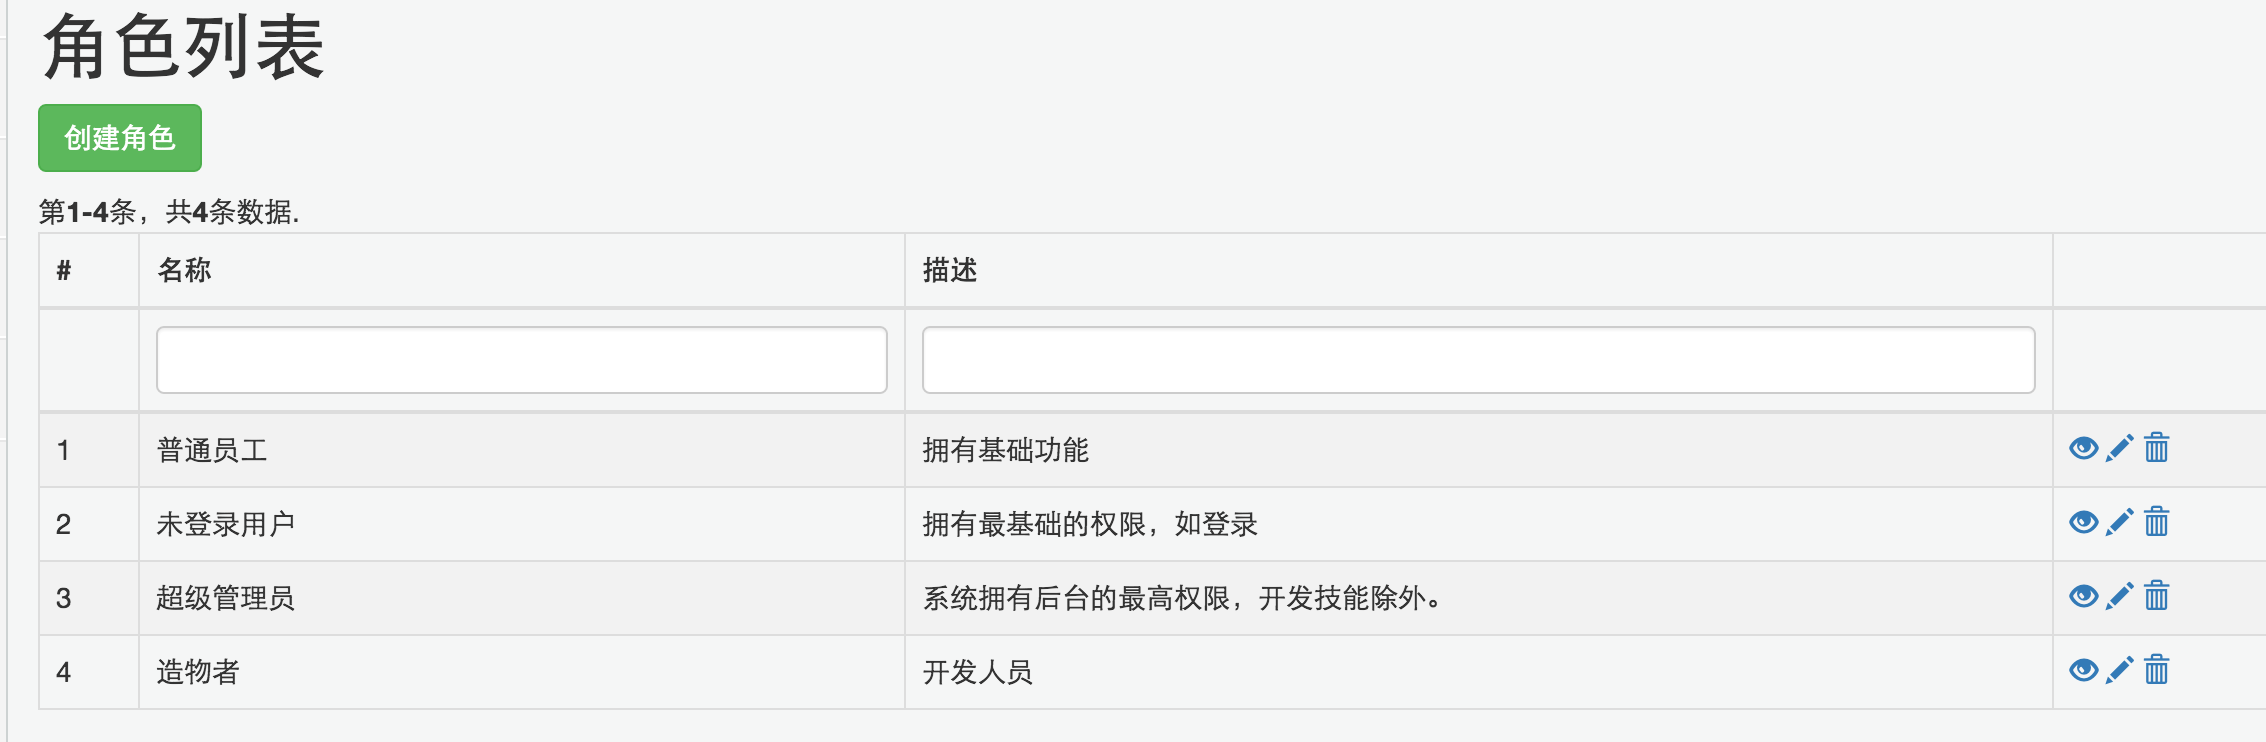 角色列表
创建角色
第1-4条，共4条数据.
# 名称 描述
1 普通员工 拥有基础功能
2 未登录用户 拥有最基础的权限，如登录
3 超级管理员 系统拥有后台的最高权限，开发技能除外。
4 造物者 开发人员